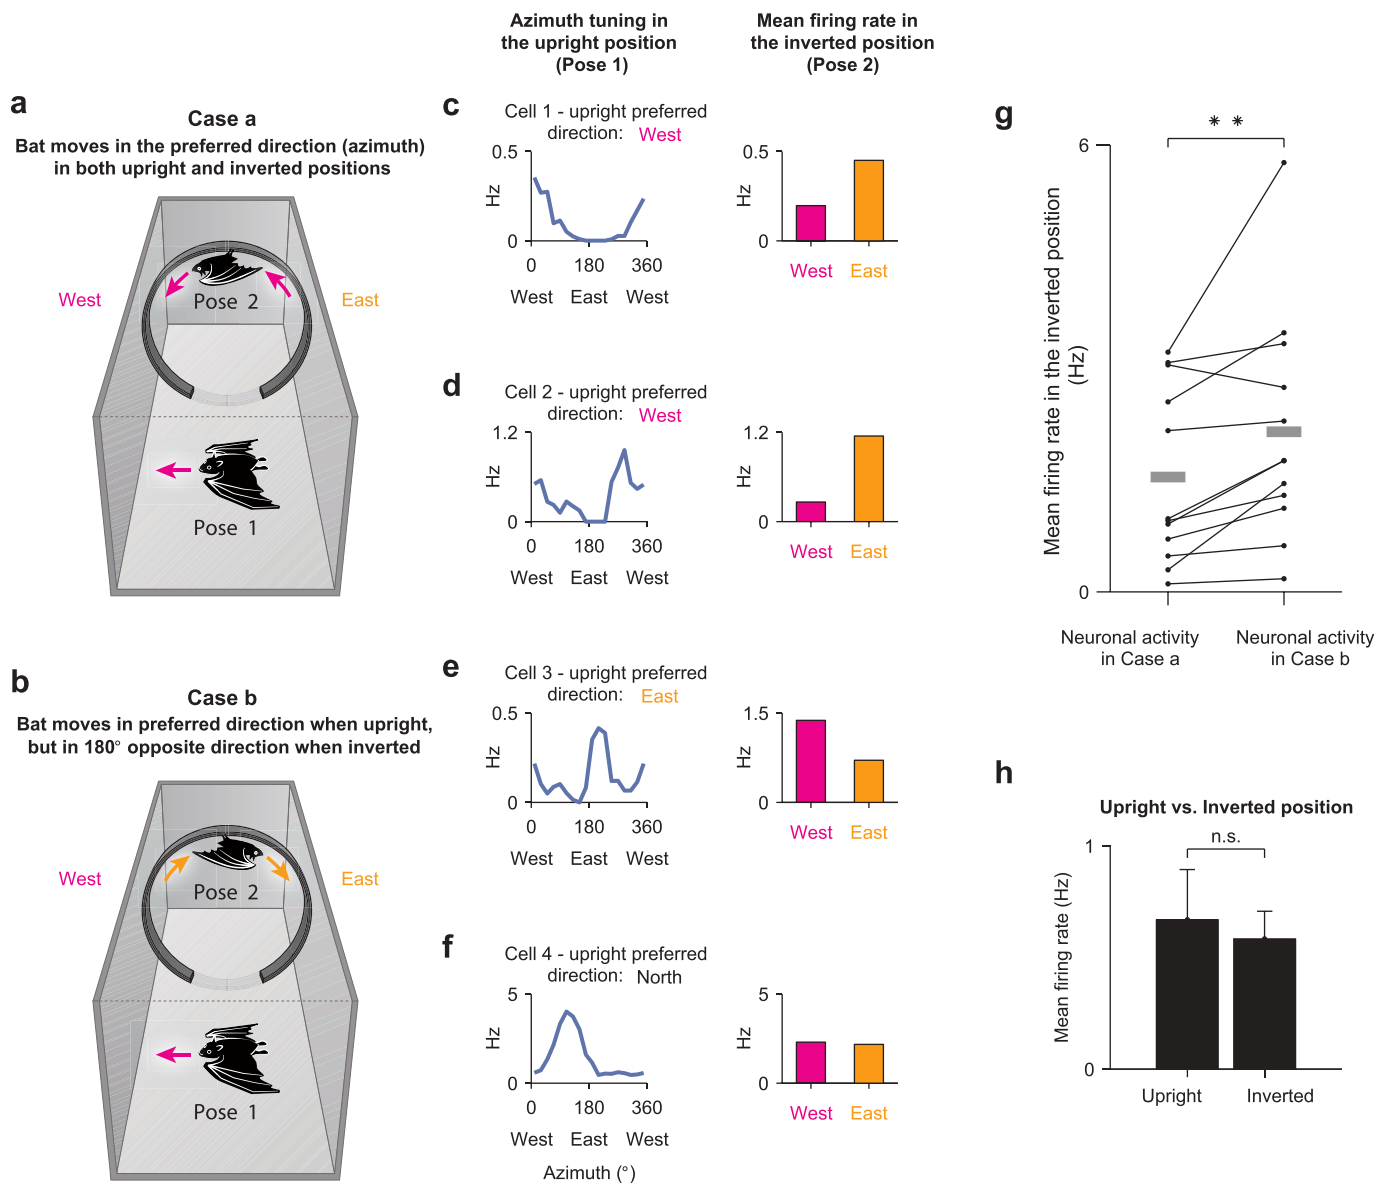 Azimuth tuning in
the upright position
(Pose 1)
Mean firing rate in
the inverted position
(Pose 2)
a
Case a
Bat moves in the preferred direction (azimuth)
in both upright and inverted positions
West
East
Pose 2
Pose 1
b
Case b
Bat moves in preferred direction when upright,
but in 180° opposite direction when inverted
West
East
Pose 2
Pose 1
c
Cell 1 - upright preferred
direction: West
0.5
Hz
0
0 180 360
West East West
0.5
Hz
0
West East
d
Cell 2 - upright preferred
direction: West
1.2
Hz
0
0 180 360
West East West
1.2
Hz
0
West East
e
Cell 3 - upright preferred
direction: East
0.5
Hz
0
0 180 360
West East West
1.5
Hz
0
West East
f
Cell 4 - upright preferred
direction: North
5
Hz
0
0 180 360
West East West
Azimuth (°)
5
Hz
0
West East
g
* *
6
Mean firing rate in the inverted position
(Hz)
0
Neuronal activity
in Case a
Neuronal activity
in Case b
h
Upright vs. Inverted position
n.s.
1
Mean firing rate (Hz)
0
Upright Inverted